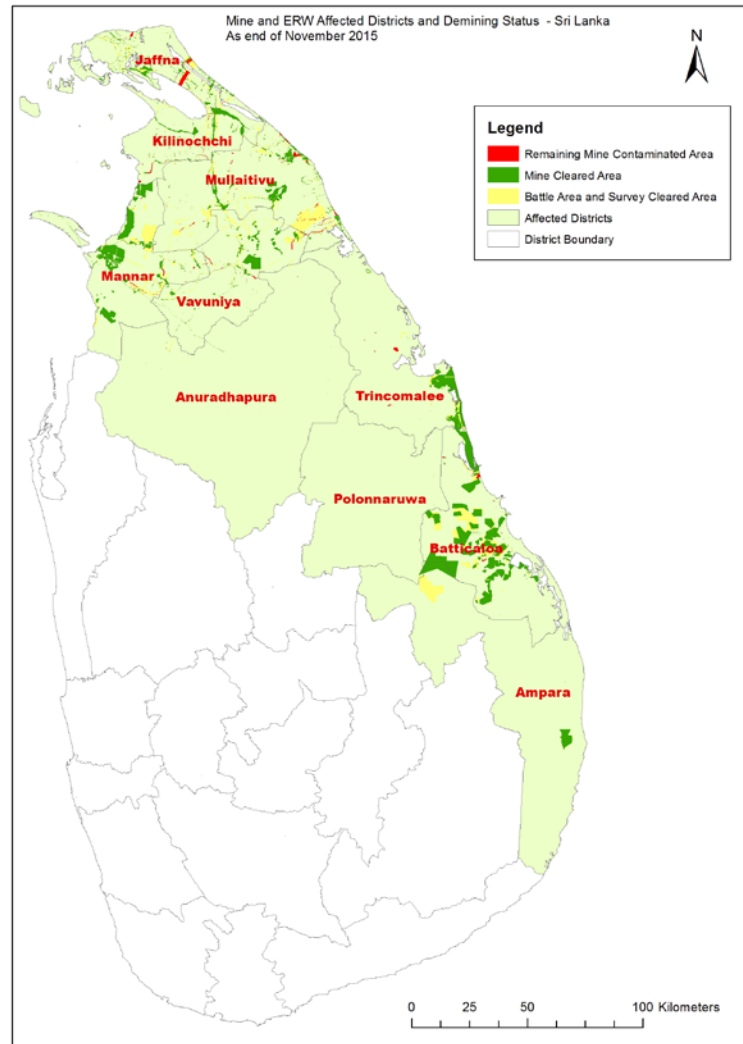 Mine and ERW Affected Districts and Demining Status - Sri Lanka
As end of November 2015
N
Legend
Remaining Mine Contaminated Area
Mine Cleared Area
Battle Area and Survey Cleared Area
Affected Districts
District Boundary
Jaffna
Kilinochchi
Mullaitivu
Mannar
Vavuniya
Anuradhapura
Trincomalee
Polonnaruwa
Batticaloa
Ampara
0 25 50 100 Kilometers